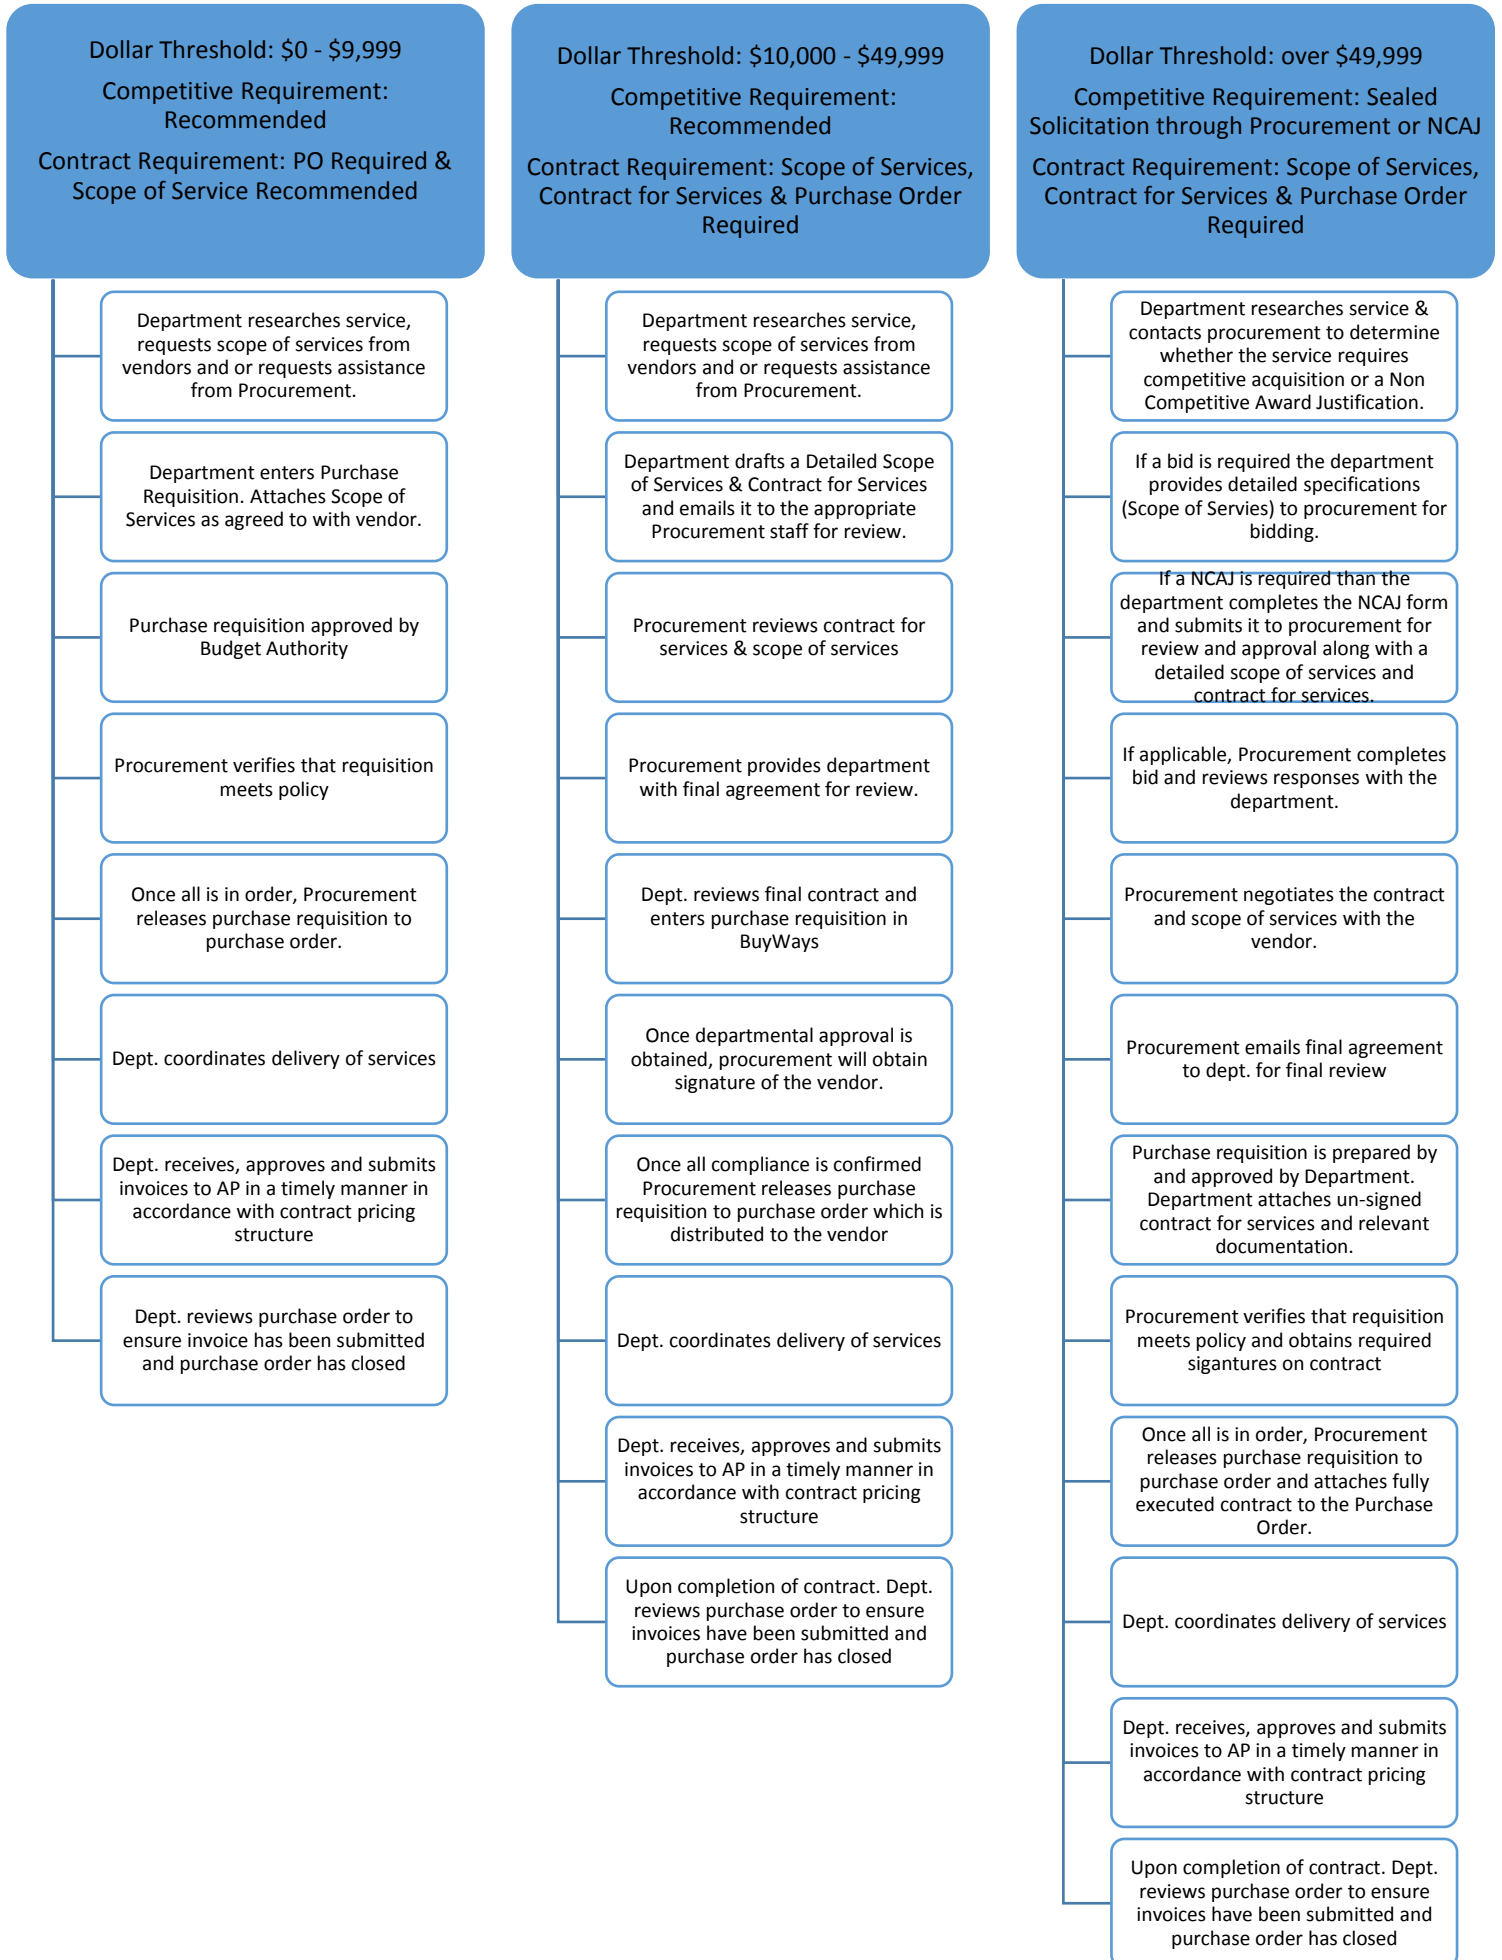 Dollar Threshold: $0 - $9,999
Competitive Requirement:
Recommended
Contract Requirement: PO Required &
Scope of Service Recommended
Department researches service,
requests scope of services from
vendors and or requests assistance
from Procurement.
Department enters Purchase
Requisition. Attaches Scope of
Services as agreed to with vendor.
Purchase requisition approved by
Budget Authority
Procurement verifies that requisition
meets policy
Once all is in order, Procurement
releases purchase requisition to
purchase order.
Dept. coordinates delivery of services
Dept. receives, approves and submits
invoices to AP in a timely manner in
accordance with contract pricing
structure
Dept. reviews purchase order to
ensure invoice has been submitted
and purchase order has closed
Dollar Threshold: $10,000 - $49,999
Competitive Requirement:
Recommended
Contract Requirement: Scope of Services,
Contract for Services & Purchase Order
Required
Department researches service,
requests scope of services from
vendors and or requests assistance
from Procurement.
Department drafts a Detailed Scope
of Services & Contract for Services
and emails it to the appropriate
Procurement staff for review.
Procurement reviews contract for
services & scope of services
Procurement provides department
with final agreement for review.
Dept. reviews final contract and
enters purchase requisition in
BuyWays
Once departmental approval is
obtained, procurement will obtain
signature of the vendor.
Once all compliance is confirmed
Procurement releases purchase
requisition to purchase order which is
distributed to the vendor
Dept. coordinates delivery of services
Dept. receives, approves and submits
invoices to AP in a timely manner in
accordance with contract pricing
structure
Upon completion of contract. Dept.
reviews purchase order to ensure
invoices have been submitted and
purchase order has closed
Dollar Threshold: over $49,999
Competitive Requirement: Sealed
Solicitation through Procurement or NCAJ
Contract Requirement: Scope of Services,
Contract for Services & Purchase Order
Required
Department researches service &
contacts procurement to determine
whether the service requires
competitive acquisition or a Non
Competitive Award Justification.
If a bid is required the department
provides detailed specifications
(Scope of Servies) to procurement for
bidding.
If a NCAJ is required than the
department completes the NCAJ form
and submits it to procurement for
review and approval along with a
detailed scope of services and
contract for services.
If applicable, Procurement completes
bid and reviews responses with the
department.
Procurement negotiates the contract
and scope of services with the
vendor.
Procurement emails final agreement
to dept. for final review
Purchase requisition is prepared by
and approved by Department.
Department attaches un-signed
contract for services and relevant
documentation.
Procurement verifies that requisition
meets policy and obtains required
sigantures on contract
Once all is in order, Procurement
releases purchase requisition to
purchase order and attaches fully
executed contract to the Purchase
Order.
Dept. coordinates delivery of services
Dept. receives, approves and submits
invoices to AP in a timely manner in
accordance with contract pricing
structure
Upon completion of contract. Dept.
reviews purchase order to ensure
invoices have been submitted and
purchase order has closed